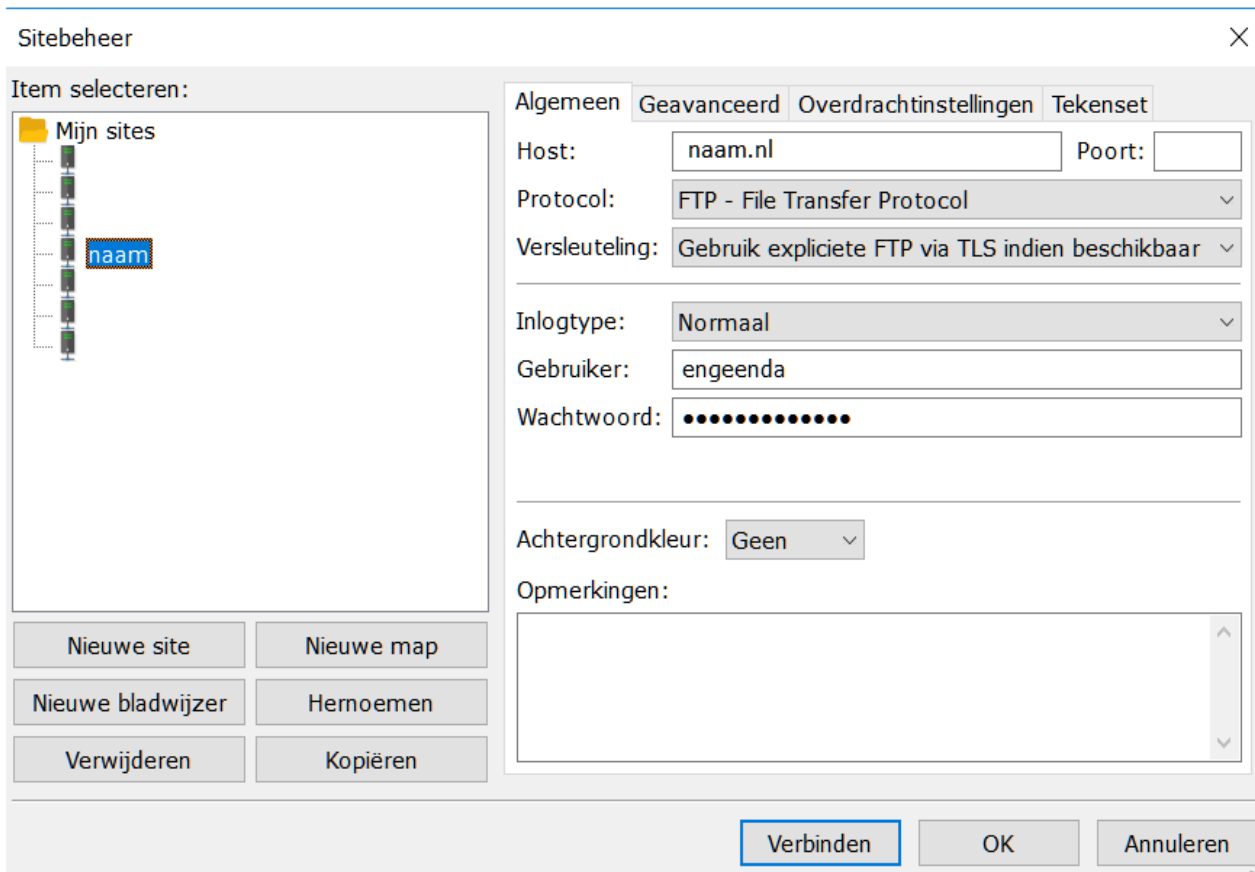 Sitebeheer
Item selecteren:
Mijn sites
naam
Nieuwe site
Nieuwe map
Nieuwe bladwijzer
Hernoemen
Verwijderen
Kopiëren
Algemeen Geavanceerd Overdrachtinstellingen Tekenset
Host: naam.nl Poort:
Protocol: FTP - File Transfer Protocol
Versleuteling: Gebruik expliciete FTP via TLS indien beschikbaar
Inlogtype: Normaal
Gebruiker: engeenda
Wachtwoord: •••••••••••••
Achtergrondkleur: Geen
Opmerkingen:
Verbinden OK Annuleren